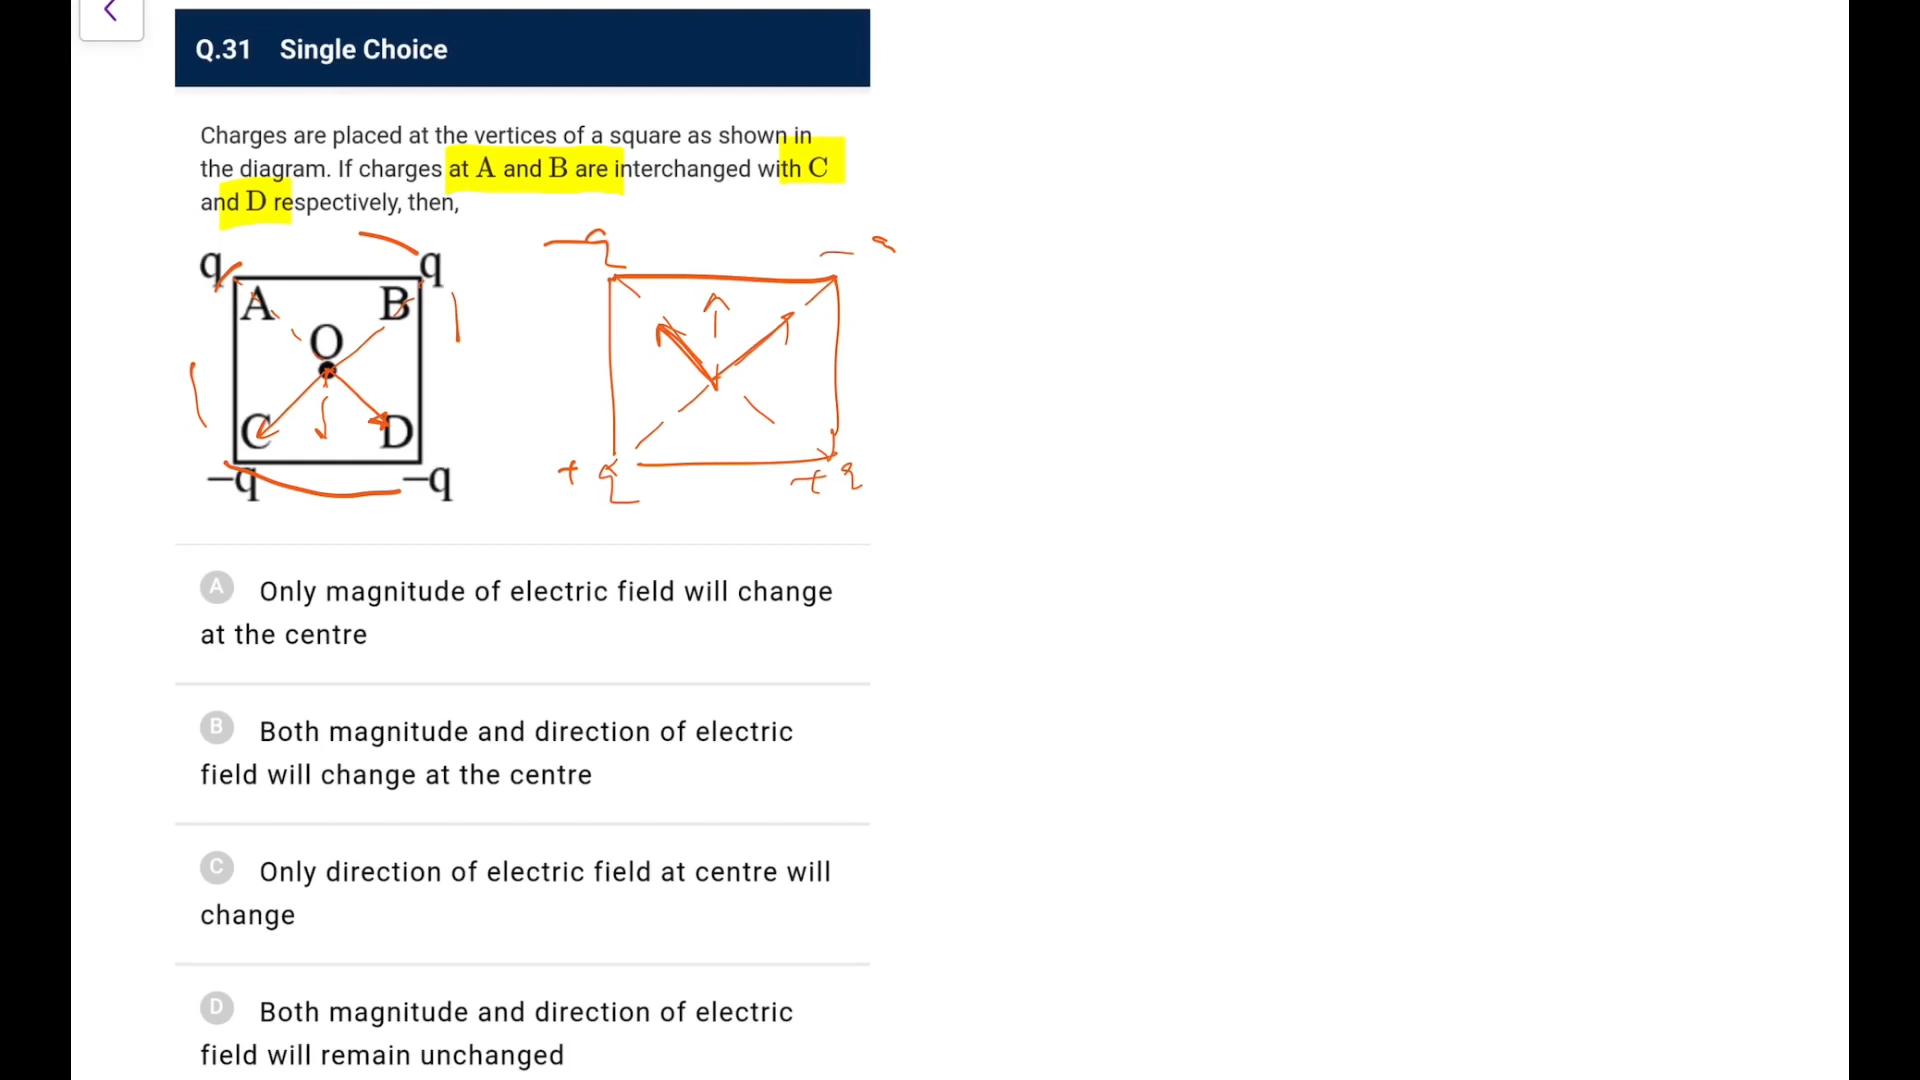 Q.31 Single Choice
Charges are placed at the vertices of a square as shown in
the diagram. If charges at A and B are interchanged with C
and D respectively, then,
q q
A B
O
C D
−q −q
− q − q
+ q + q
A Only magnitude of electric field will change
at the centre
B Both magnitude and direction of electric
field will change at the centre
C Only direction of electric field at centre will
change
D Both magnitude and direction of electric
field will remain unchanged